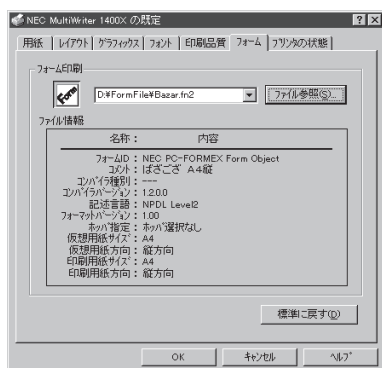 NEC MultiWriter 1400X の既定
用紙 レイアウト グラフィックス フォント 印刷品質 フォーム プリンタの状態
フォーム印刷
Form D:¥FormFile¥Bazar.fn2 ファイル参照(S)...
ファイル情報
名称： 内容
フォームID： NEC PC-FORMEX Form Object
コメント： ばざござ A4縦
コンパイラ種別： ---
コンパイラバージョン： 1.2.0.0
記述言語： NPDL Level2
フォーマットバージョン： 1.00
ホッパ指定： ホッパ選択なし
仮想用紙サイズ： A4
仮想用紙方向： 縦方向
印刷用紙サイズ： A4
印刷用紙方向： 縦方向
標準に戻す(D)
OK キャンセル ヘルプ